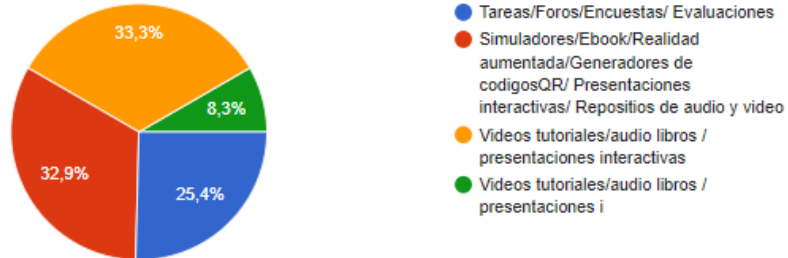 33,3%
8,3%
32,9%
25,4%
Tareas/Foros/Encuestas/ Evaluaciones
Simuladores/Ebook/Realidad
aumentada/Generadores de
codigosQR/ Presentaciones
interactivas/ Repositios de audio y video
Videos tutoriales/audio libros /
presentaciones interactivas
Videos tutoriales/audio libros /
presentaciones i